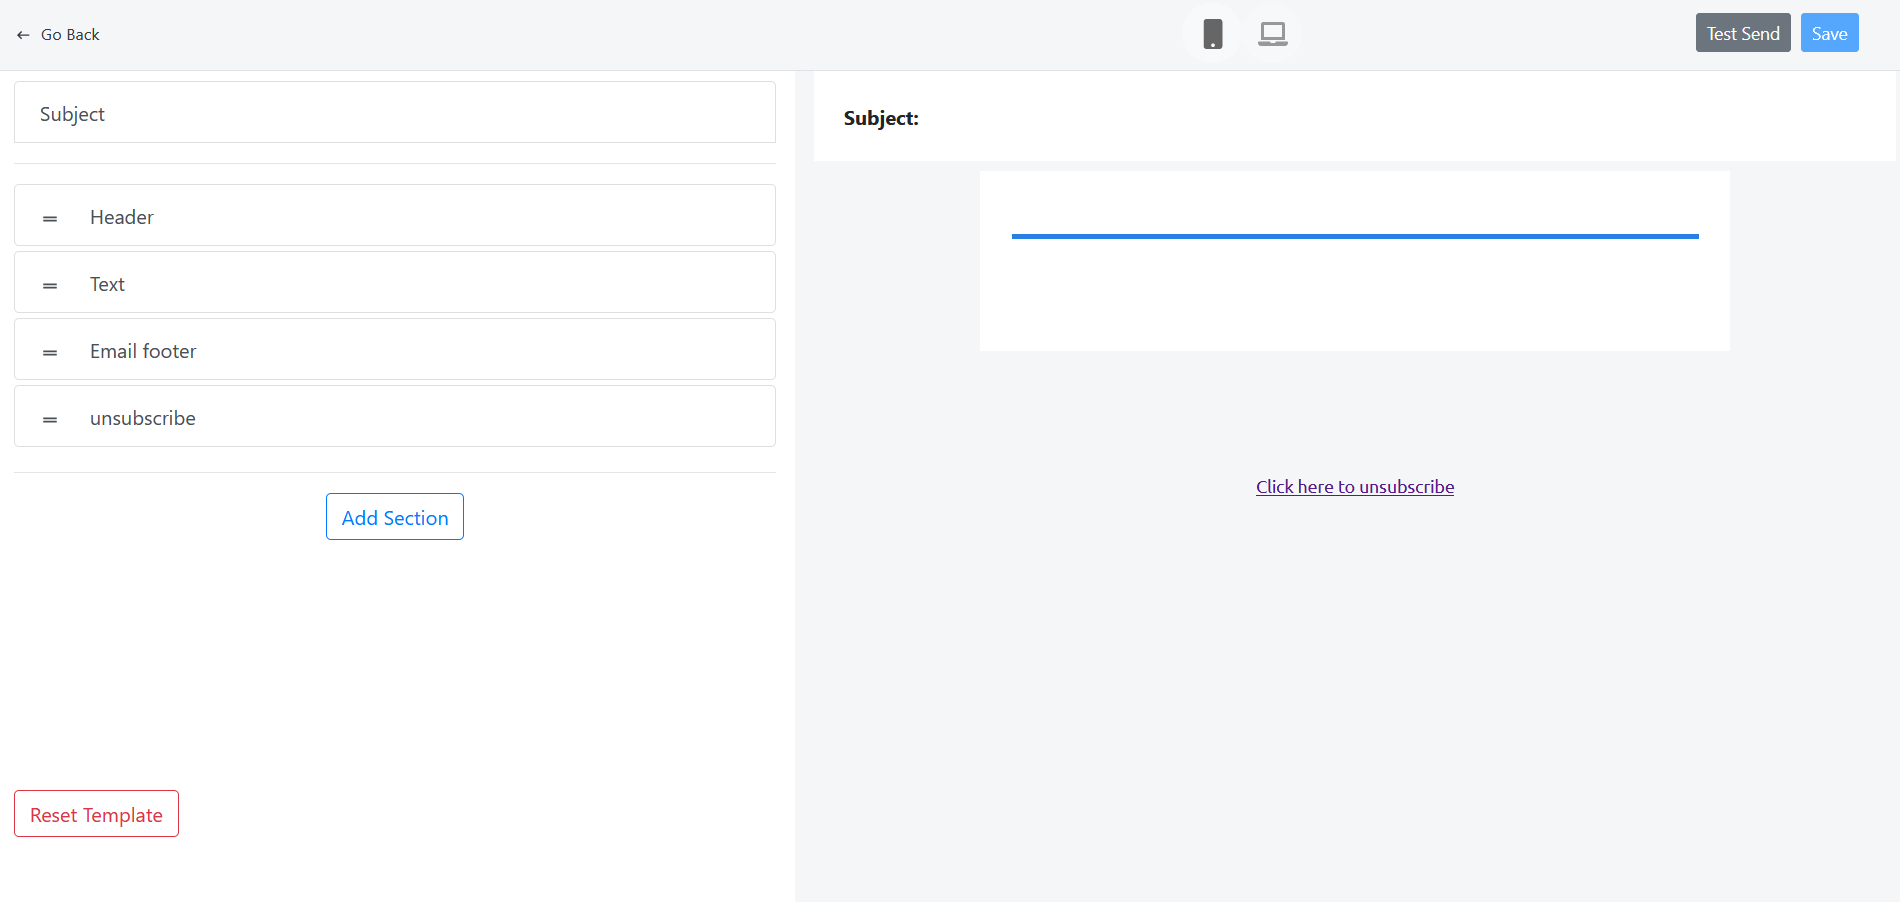 Go Back
Test Send
Save
Subject
Header
Text
Email footer
unsubscribe
Add Section
Reset Template
Subject:
Click here to unsubscribe